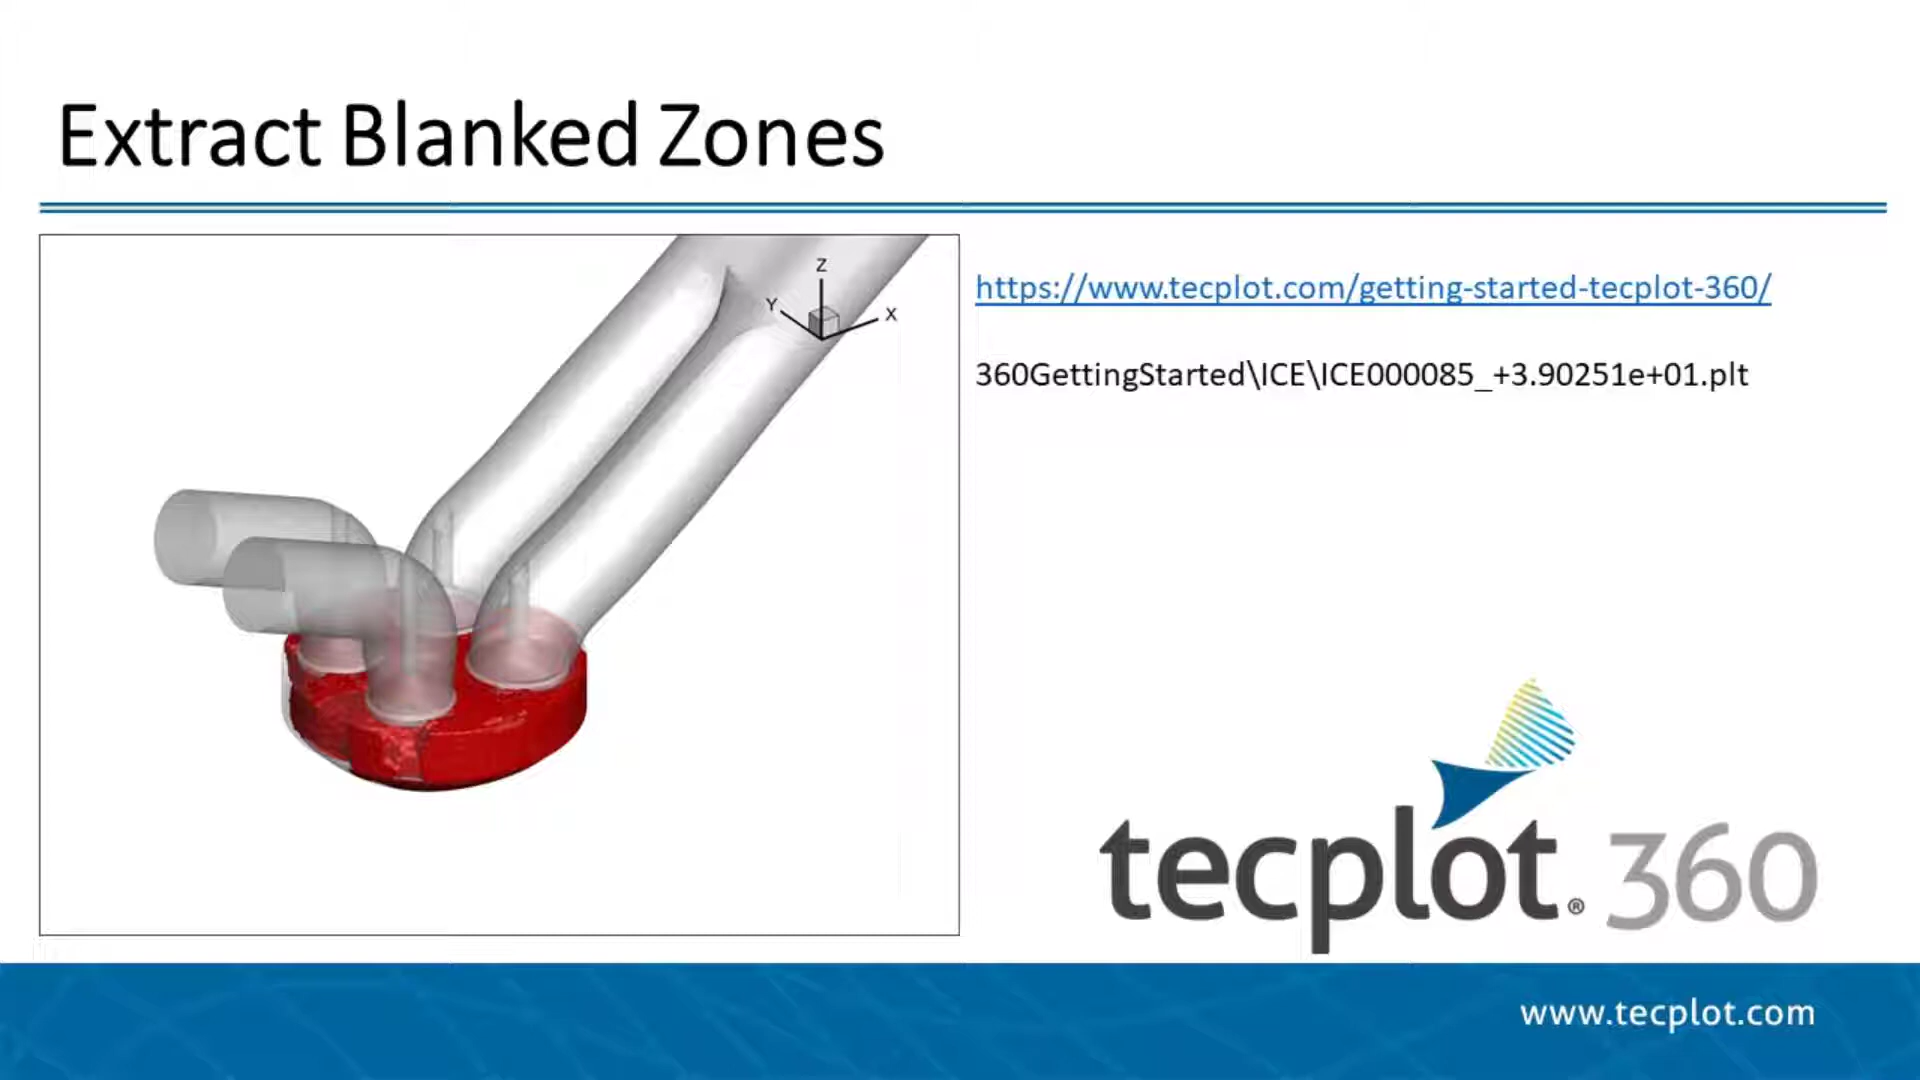 Extract Blanked Zones
Z
Y
X
https://www.tecplot.com/getting-started-tecplot-360/
360GettingStarted\ICE\ICE000085_+3.90251e+01.plt
tecplot® 360
www.tecplot.com